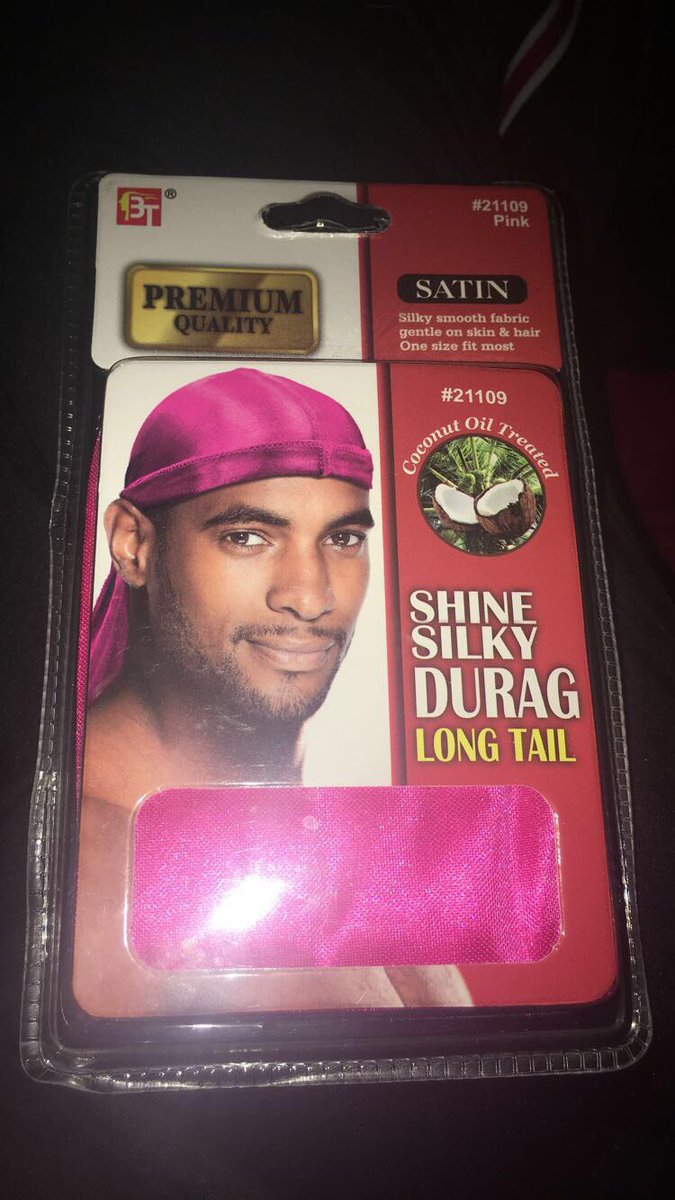 BT®
#21109
Pink
PREMIUM
QUALITY
SATIN
Silky smooth fabric
gentle on skin & hair
One size fit most
#21109
Coconut Oil Treated
SHINE
SILKY
DURAG
LONG TAIL